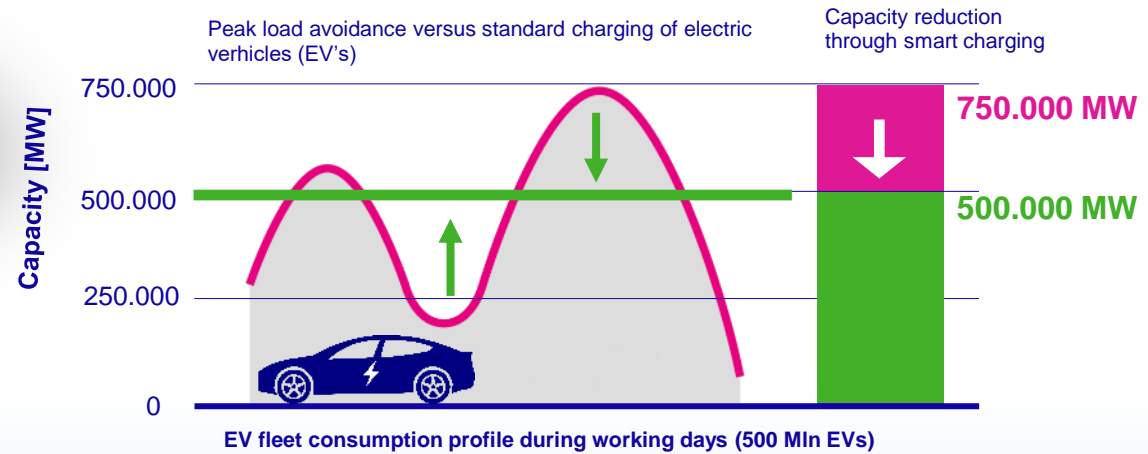 Peak load avoidance versus standard charging of electric
verhicles (EV's)
Capacity reduction
through smart charging
Capacity [MW]
750.000
500.000
250.000
0
750.000 MW
500.000 MW
EV fleet consumption profile during working days (500 Mln EVs)